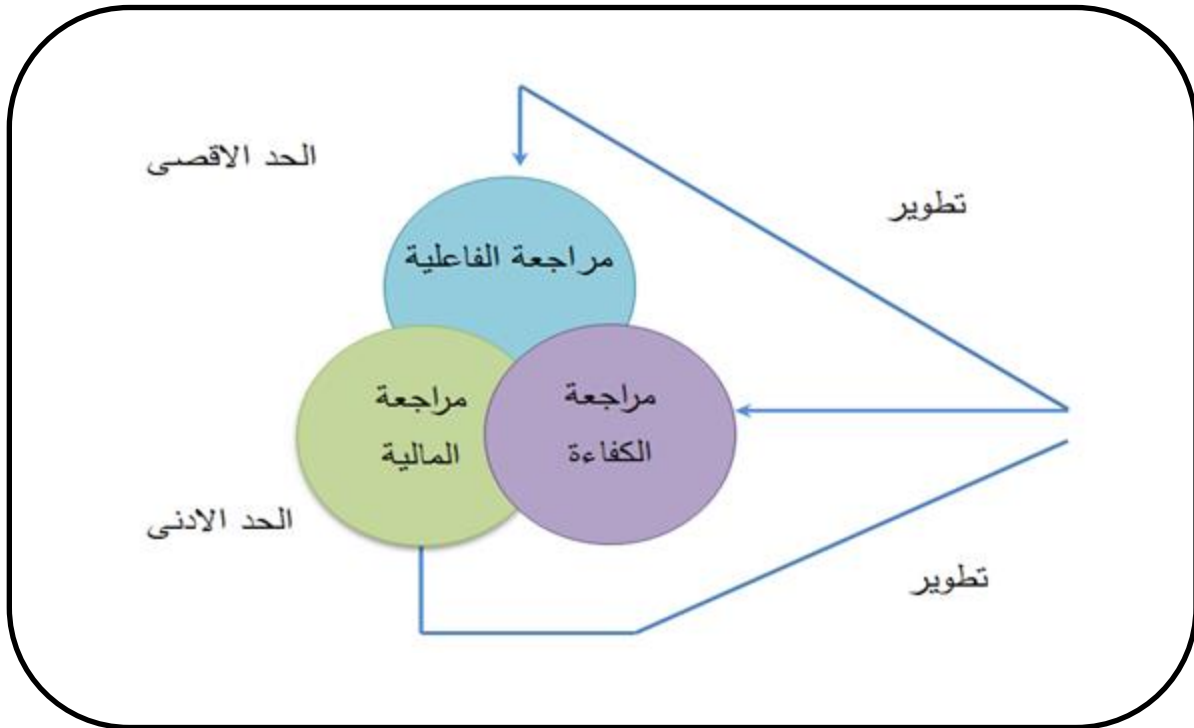 الحد الاقصى
تطوير
مراجعة الفاعلية
مراجعة
المالية
مراجعة
الكفاءة
الحد الادنى
تطوير